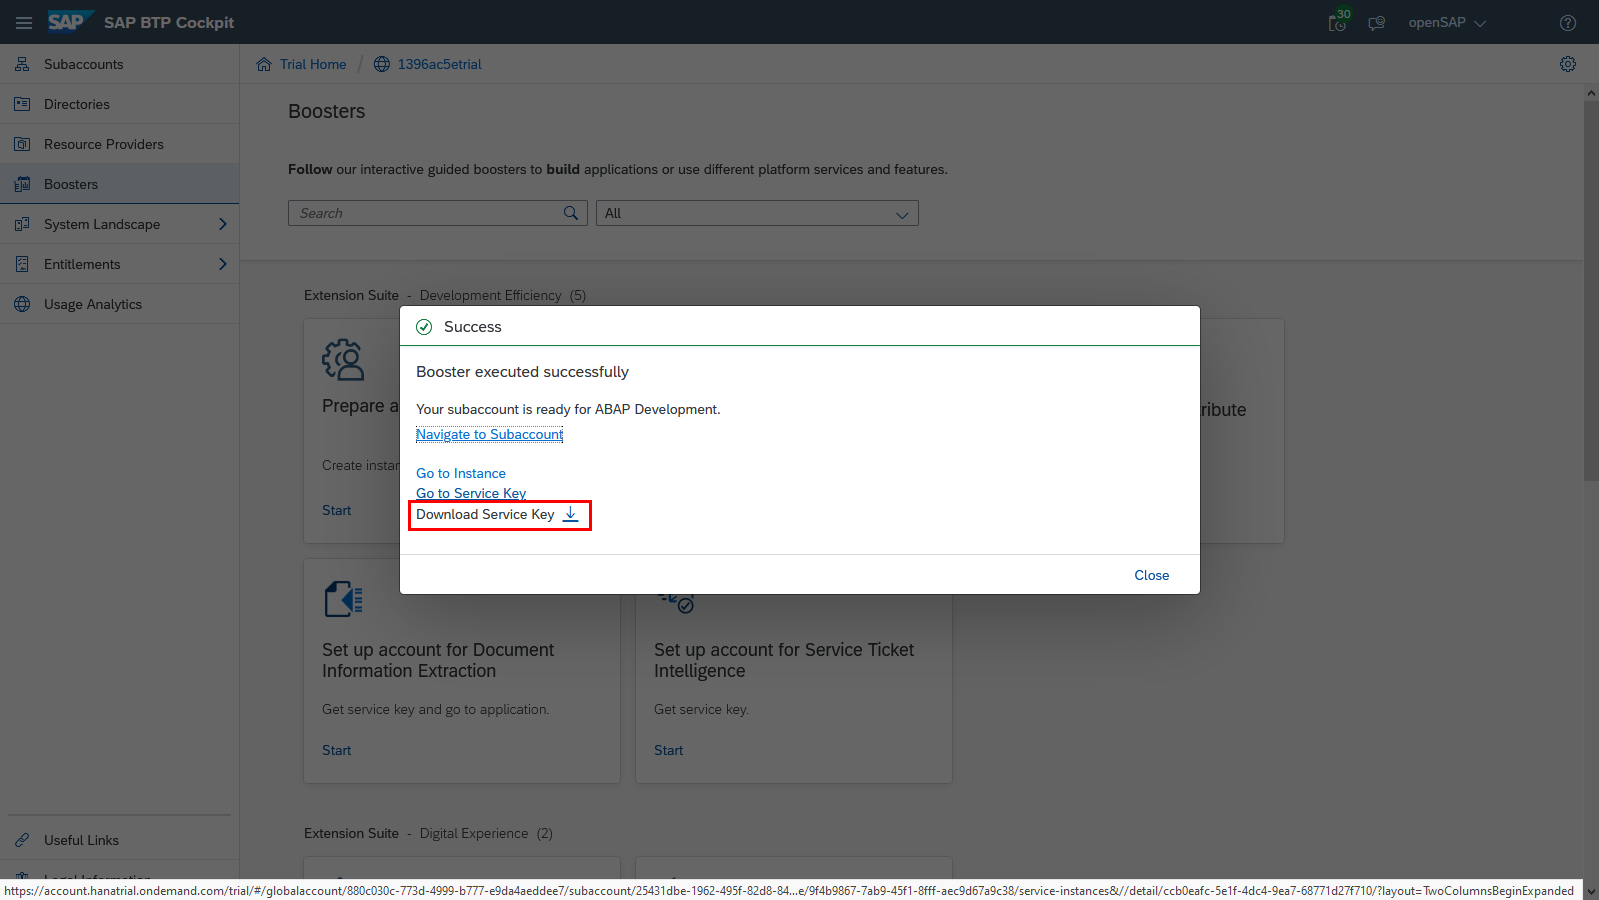 SAP SAP BTP Cockpit
30
openSAP
Subaccounts
Directories
Resource Providers
Boosters
System Landscape
Entitlements
Usage Analytics
Useful Links
Trial Home / 1396ac5etrial
Boosters
Follow our interactive guided boosters to build applications or use different platform services and features.
Search
All
Extension Suite - Development Efficiency (5)
Prepare a
Create instan
Start
ribute
Success
Booster executed successfully
Your subaccount is ready for ABAP Development.
Navigate to Subaccount
Go to Instance
Go to Service Key
Download Service Key
Close
Set up account for Document
Information Extraction
Get service key and go to application.
Start
Set up account for Service Ticket
Intelligence
Get service key.
Start
Extension Suite - Digital Experience (2)
https://account.hanatrial.ondemand.com/trial/#/globalaccount/880c030c-773d-4999-b777-e9da4aeddee7/subaccount/25431dbe-1962-495f-82d8-84...e/9f4b9867-7ab9-45f1-8fff-aec9d67a9c38/service-instances&//detail/ccb0eafc-5e1f-4dc4-9ea7-68771d27f710/?layout=TwoColumnsBeginExpanded